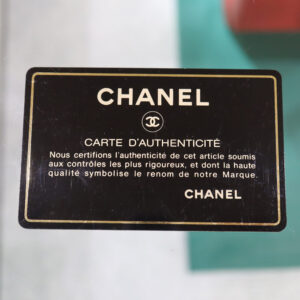 CHANEL
CARTE D'AUTHENTICITÉ
Nous certifions l'authenticité de cet article soumis
aux contrôles les plus rigoureux, et dont la haute
qualité symbolise le renom de notre Marque.
CHANEL